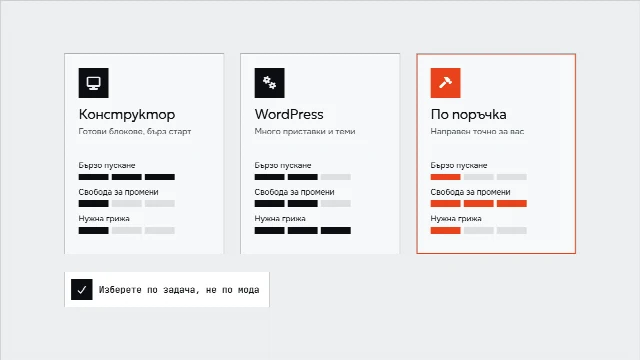 Конструктор
Готови блокове, бърз старт
Бързо пускане
Свобода за промени
Нужна грижа
WordPress
Много приставки и теми
Бързо пускане
Свобода за промени
Нужна грижа
По поръчка
Направен точно за вас
Бързо пускане
Свобода за промени
Нужна грижа
Изберете по задача, не по мода